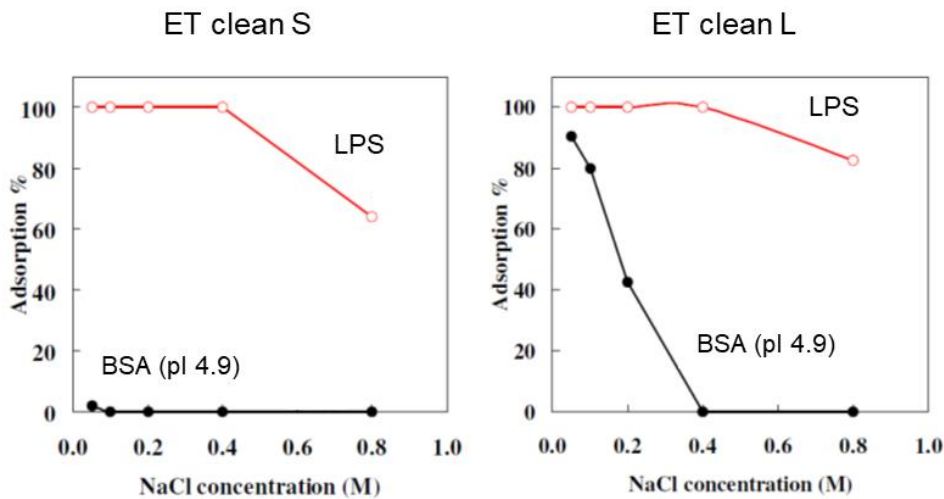 ET clean S
100
80
60
40
20
0
Adsorption %
LPS
BSA (pI 4.9)
0.0 0.2 0.4 0.6 0.8 1.0
NaCl concentration (M)
ET clean L
100
80
60
40
20
0
Adsorption %
LPS
BSA (pI 4.9)
0.0 0.2 0.4 0.6 0.8 1.0
NaCl concentration (M)